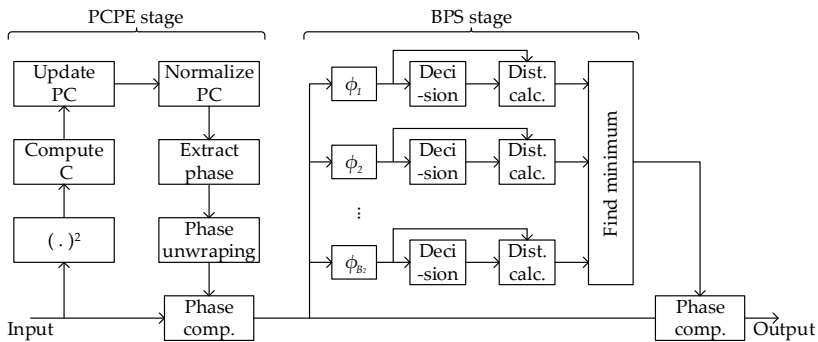 PCPE stage
BPS stage
Update
PC
Normalize
PC
Compute
C
Extract
phase
( . )²
Phase
unwraping
Input
Phase
comp.
ϕ₁
Deci
-sion
Dist.
calc.
ϕ₂
Deci
-sion
Dist.
calc.
...
ϕ_B₂
Deci
-sion
Dist.
calc.
Find minimum
Phase
comp.
Output